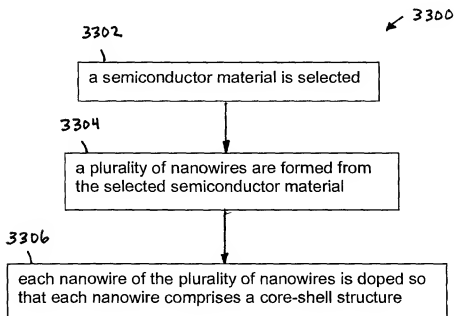 3300
3302
a semiconductor material is selected
3304
a plurality of nanowires are formed from
the selected semiconductor material
3306
each nanowire of the plurality of nanowires is doped so
that each nanowire comprises a core-shell structure